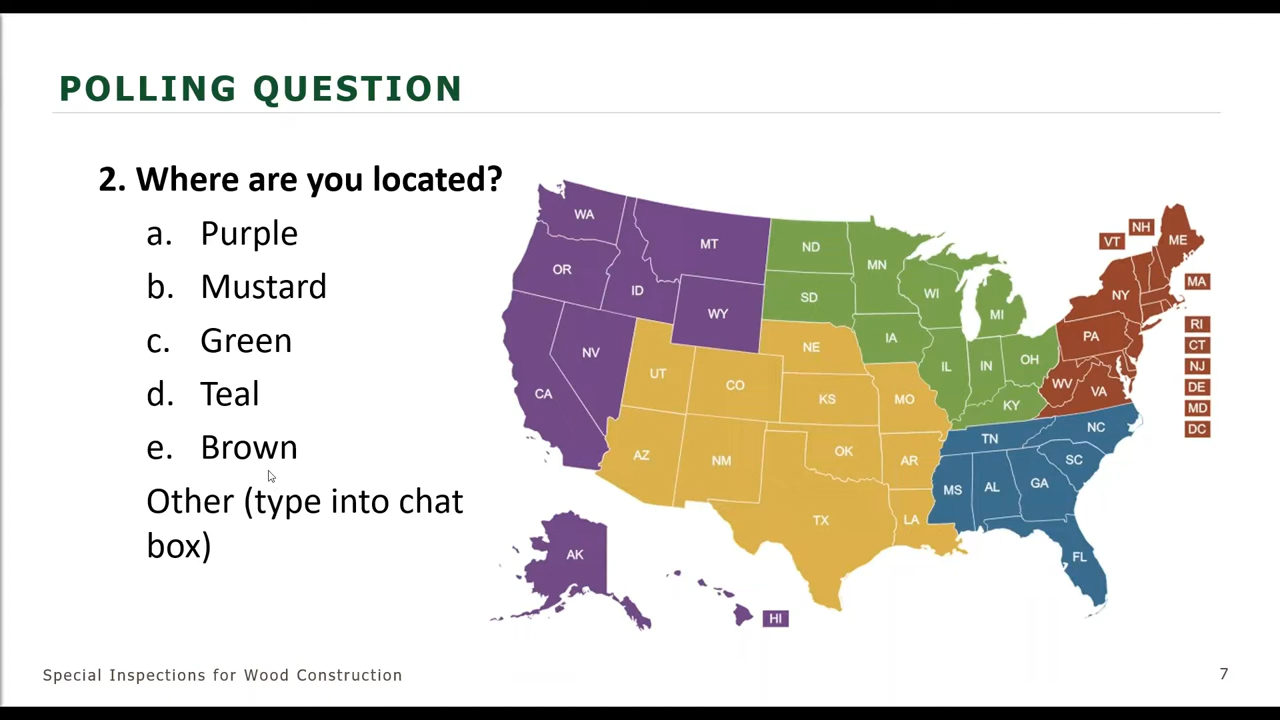 POLLING QUESTION
2. Where are you located?
a. Purple
b. Mustard
c. Green
d. Teal
e. Brown
Other (type into chat
box)
WA
OR
ID
MT
WY
NV
CA
AK
HI
ND
SD
MN
WI
MI
IA
IL
IN
OH
KY
NE
UT
CO
KS
MO
AZ
NM
OK
AR
TX
LA
TN
NC
SC
MS
AL
GA
FL
NH
VT
ME
NY
MA
PA
RI
CT
WV
VA
NJ
DE
MD
DC
Special Inspections for Wood Construction
7